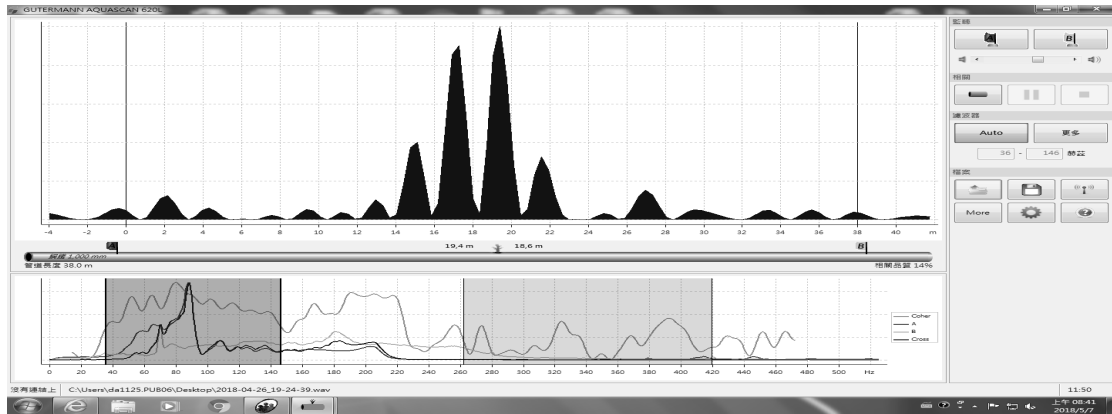 GUTERMANN AQUASCAN 620L
-4 -2 0 2 4 6 8 10 12 14 16 18 20 22 24 26 28 30 32 34 36 38 40 m
A 19,4 m 18,6 m B
鋼度 1,000 mm
管道長度 38.0 m 相關品質 14%
Coher
A
B
Cross
0 20 40 60 80 100 120 140 160 180 200 220 240 260 280 300 320 340 360 380 400 420 440 460 480 500 Hz
監聽
A B
相關
濾波器
Auto 更多
36 - 146 赫茲
檔案
More
沒有連結上 C:\Users\da1125.PUB06\Desktop\2018-04-26_19-24-39.wav 11:50
上午 08:41
2018/5/7